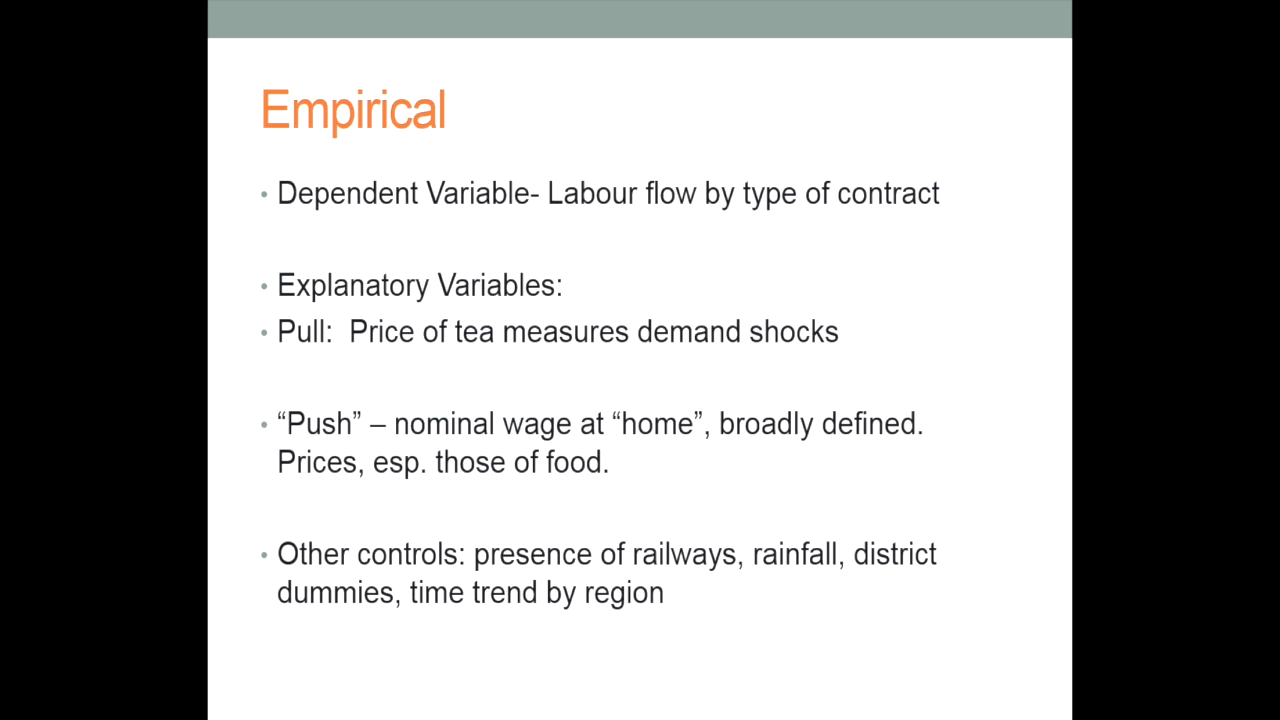 Empirical
• Dependent Variable- Labour flow by type of contract
• Explanatory Variables:
• Pull:  Price of tea measures demand shocks
• “Push” – nominal wage at “home”, broadly defined.
Prices, esp. those of food.
• Other controls: presence of railways, rainfall, district
dummies, time trend by region